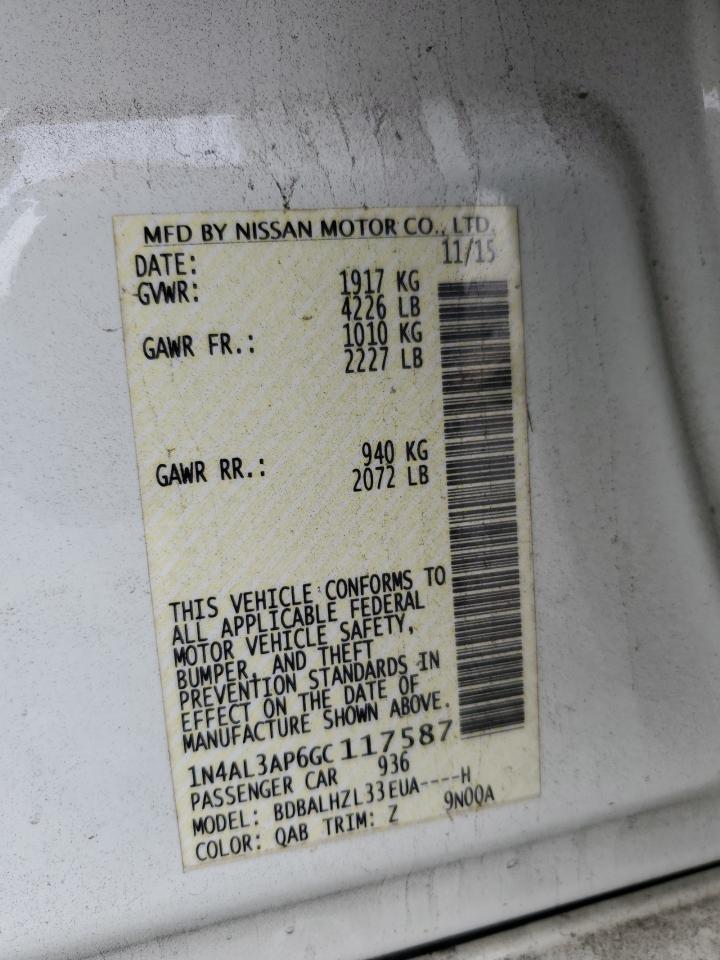 MFD BY NISSAN MOTOR CO., LTD.
DATE: 11/15
GVWR: 1917 KG
4226 LB
GAWR FR.: 1010 KG
2227 LB
GAWR RR.: 940 KG
2072 LB
THIS VEHICLE CONFORMS TO
ALL APPLICABLE FEDERAL
MOTOR VEHICLE SAFETY,
BUMPER, AND THEFT
PREVENTION STANDARDS IN
EFFECT ON THE DATE OF
MANUFACTURE SHOWN ABOVE.
1N4AL3AP6GC117587
PASSENGER CAR 936
MODEL: BDBALHZL33EUA----H
COLOR: QAB TRIM: Z 9N00A